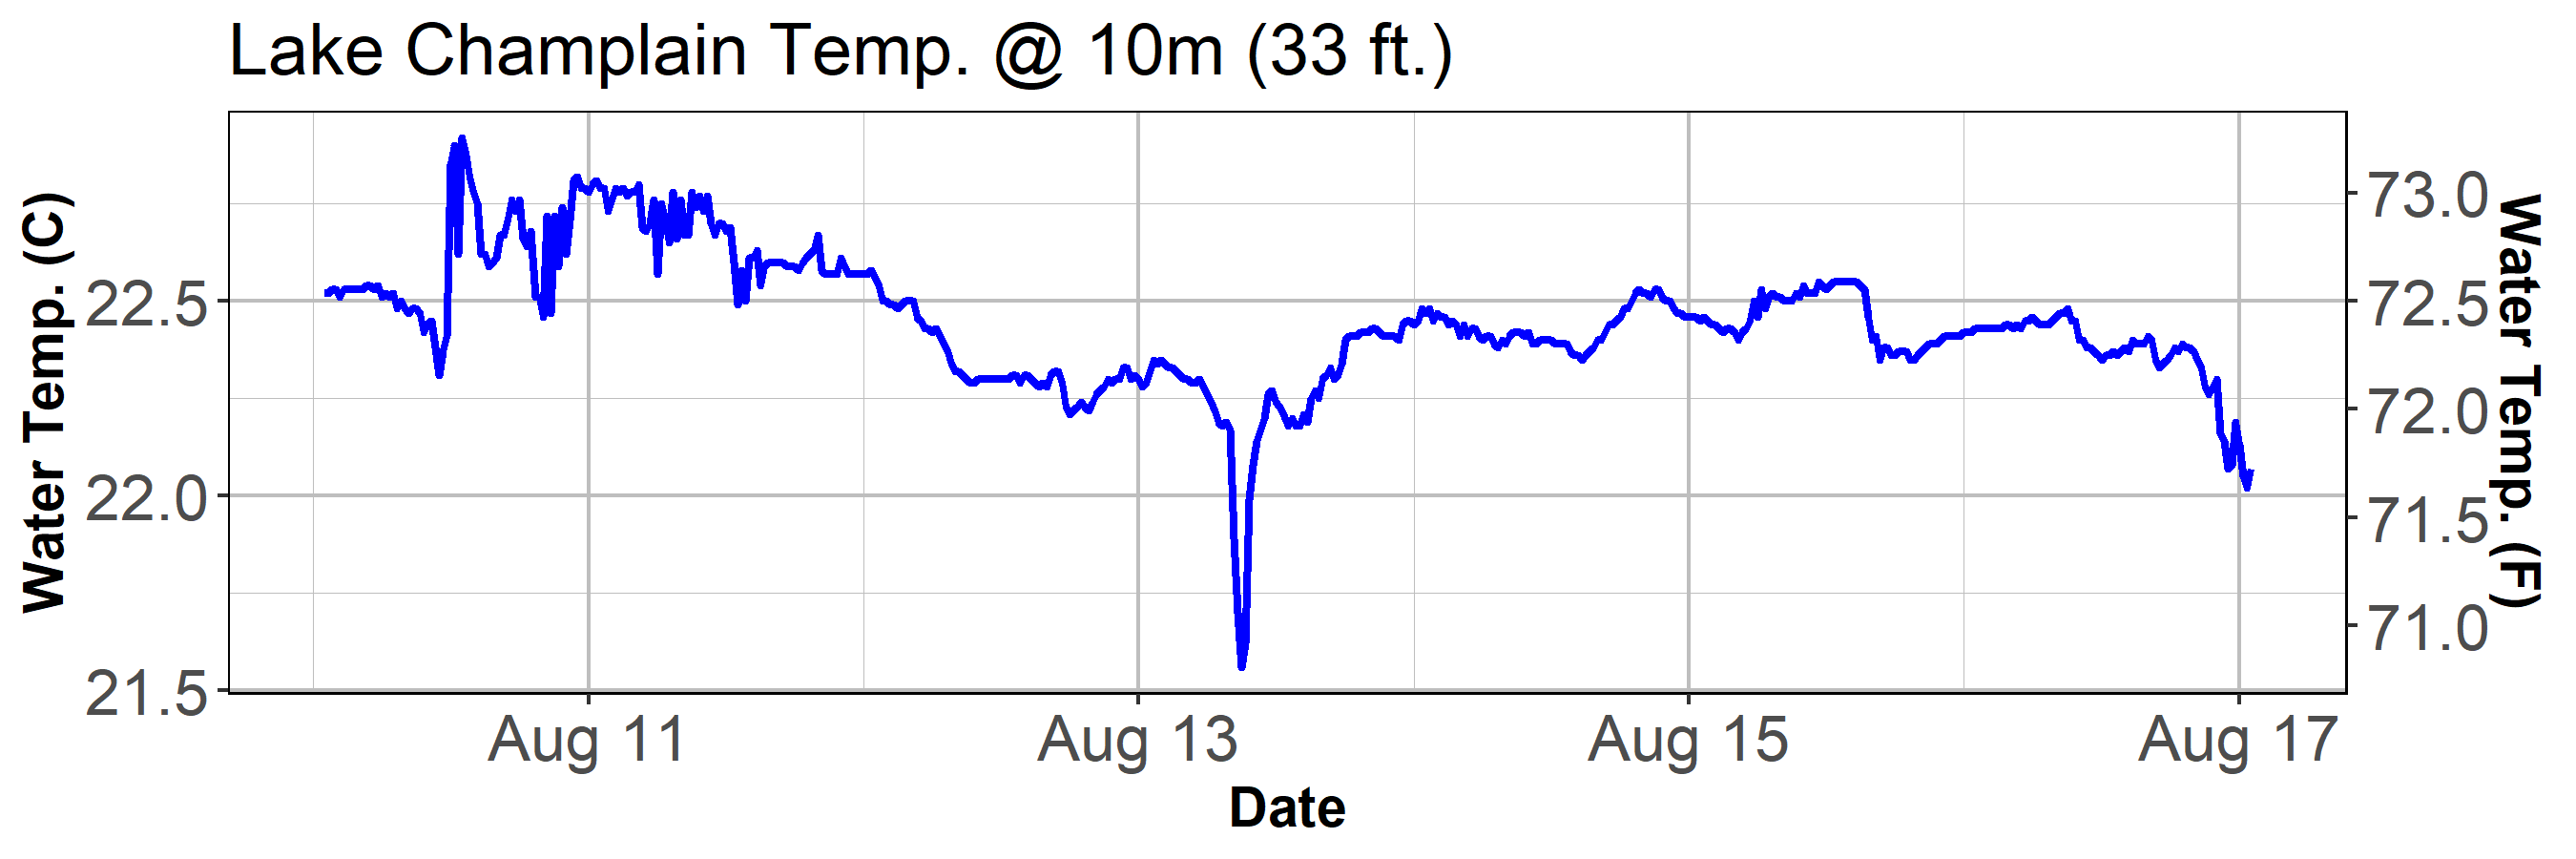 Lake Champlain Temp. @ 10m (33 ft.)
Water Temp. (C)
22.5
22.0
21.5
73.0
72.5
72.0
71.5
71.0
Water Temp. (F)
Aug 11
Aug 13
Aug 15
Aug 17
Date